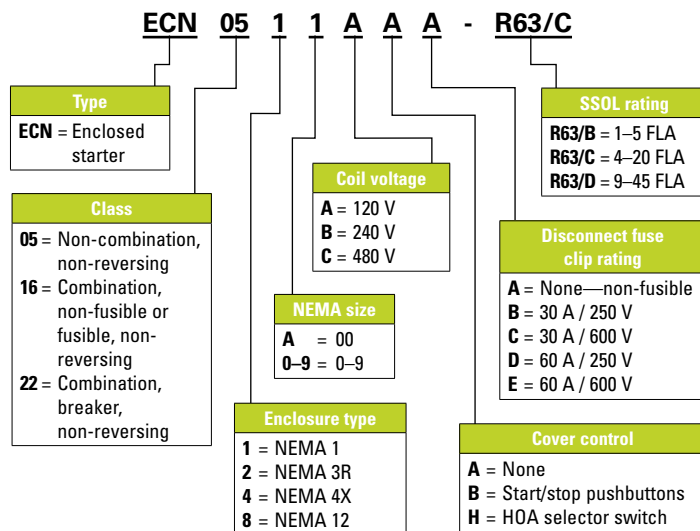 ECN 05 1 1 A A A - R63/C
Type
ECN = Enclosed
starter
Class
05 = Non-combination,
non-reversing
16 = Combination,
non-fusible or
fusible, non-
reversing
22 = Combination,
breaker,
non-reversing
Enclosure type
1 = NEMA 1
2 = NEMA 3R
4 = NEMA 4X
8 = NEMA 12
NEMA size
A = 00
0–9 = 0–9
Coil voltage
A = 120 V
B = 240 V
C = 480 V
Cover control
A = None
B = Start/stop pushbuttons
H = HOA selector switch
Disconnect fuse
clip rating
A = None—non-fusible
B = 30 A / 250 V
C = 30 A / 600 V
D = 60 A / 250 V
E = 60 A / 600 V
SSOL rating
R63/B = 1–5 FLA
R63/C = 4–20 FLA
R63/D = 9–45 FLA